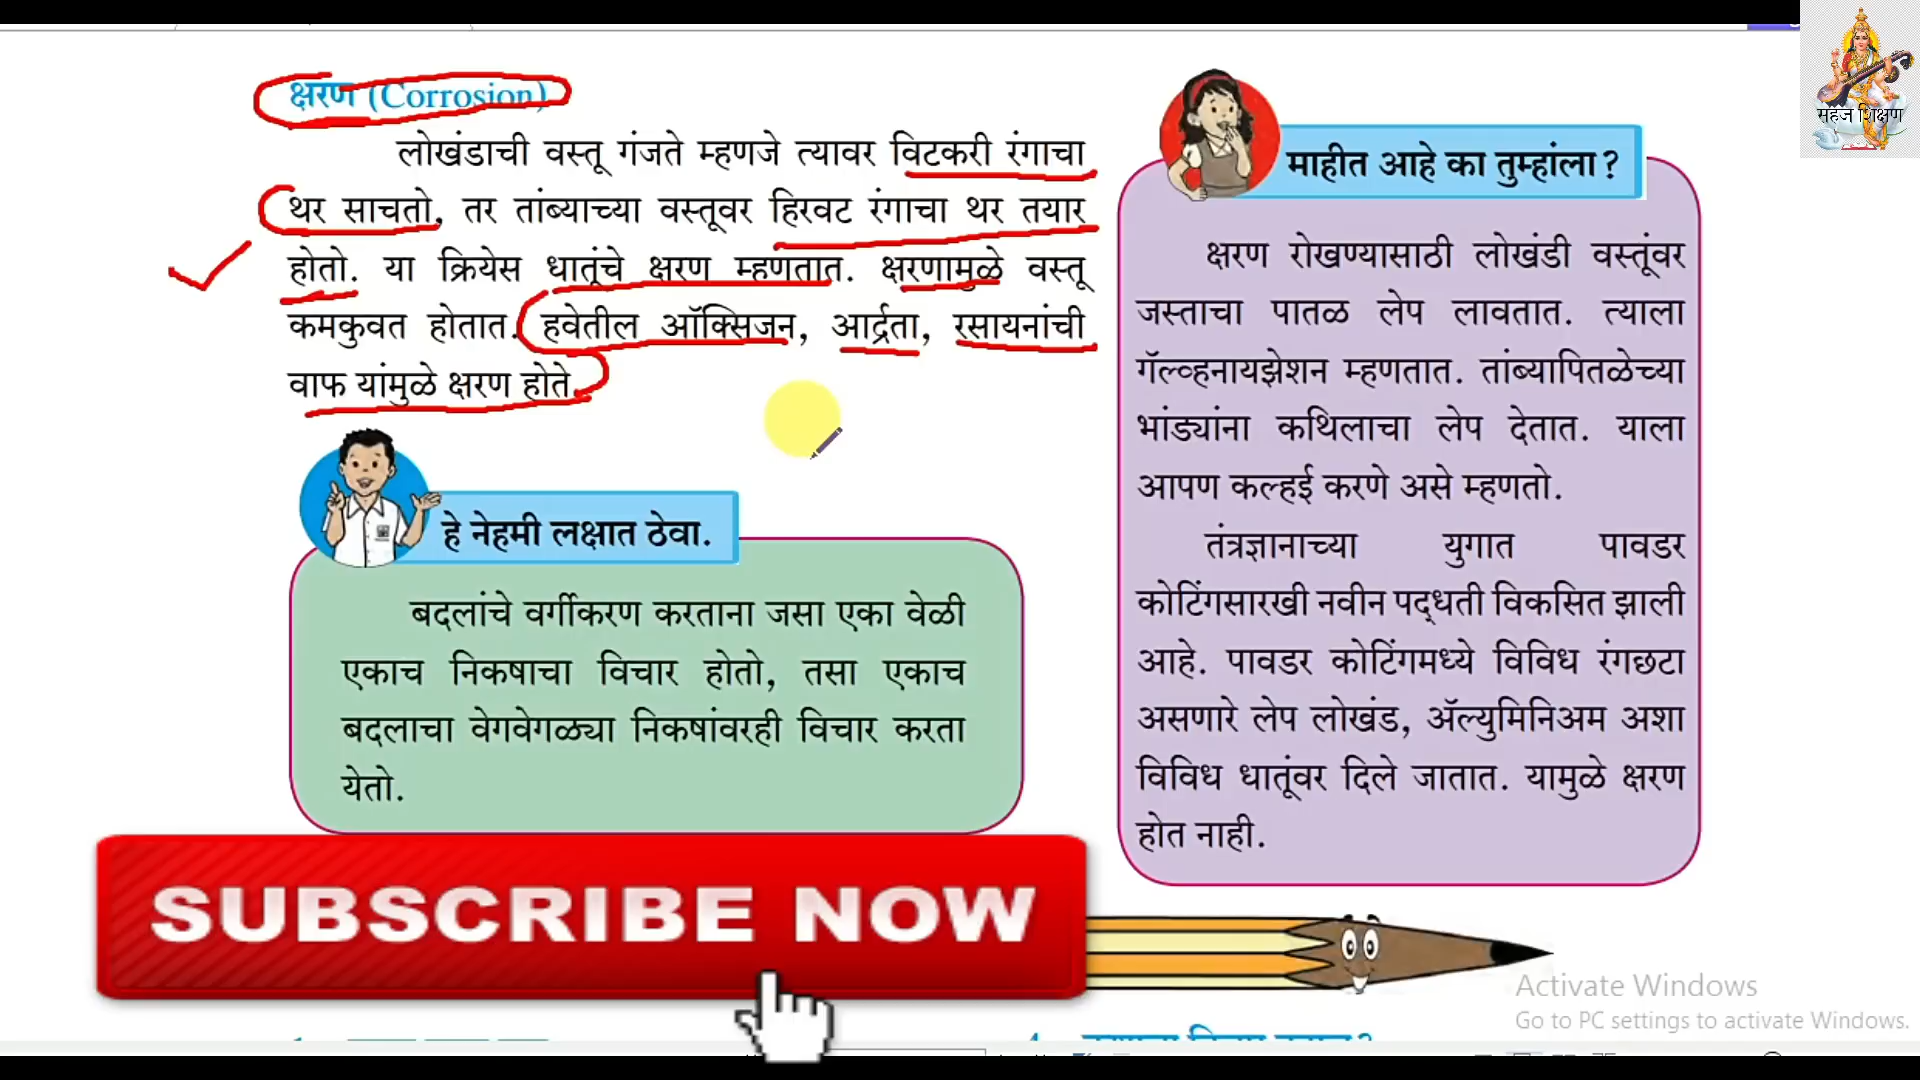 क्षरण (Corrosion)
लोखंडाची वस्तू गंजते म्हणजे त्यावर विटकरी रंगाचा
थर साचतो, तर तांब्याच्या वस्तूवर हिरवट रंगाचा थर तयार
होतो. या क्रियेस धातूंचे क्षरण म्हणतात. क्षरणामुळे वस्तू
कमकुवत होतात. हवेतील ऑक्सिजन, आर्द्रता, रसायनांची
वाफ यांमुळे क्षरण होते.
हे नेहमी लक्षात ठेवा.
बदलांचे वर्गीकरण करताना जसा एका वेळी
एकाच निकषाचा विचार होतो, तसा एकाच
बदलाचा वेगवेगळ्या निकषांवरही विचार करता
येतो.
माहीत आहे का तुम्हांला?
क्षरण रोखण्यासाठी लोखंडी वस्तूंवर
जस्ताचा पातळ लेप लावतात. त्याला
गॅल्व्हनायझेशन म्हणतात. तांब्यापितळेच्या
भांड्यांना कथिलाचा लेप देतात. याला
आपण कल्हई करणे असे म्हणतो.
तंत्रज्ञानाच्या युगात पावडर
कोटिंगसारखी नवीन पद्धती विकसित झाली
आहे. पावडर कोटिंगमध्ये विविध रंगछटा
असणारे लेप लोखंड, ॲल्युमिनिअम अशा
विविध धातूंवर दिले जातात. यामुळे क्षरण
होत नाही.
सहज शिक्षण
SUBSCRIBE NOW
Activate Windows
Go to PC settings to activate Windows.